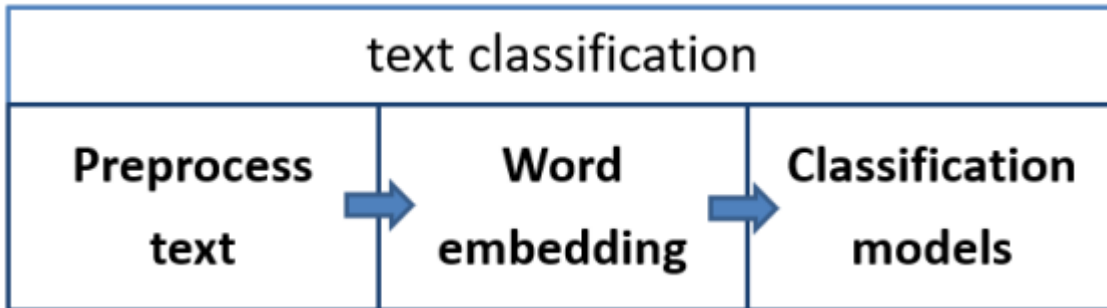 text classification
Preprocess
text
Word
embedding
Classification
models